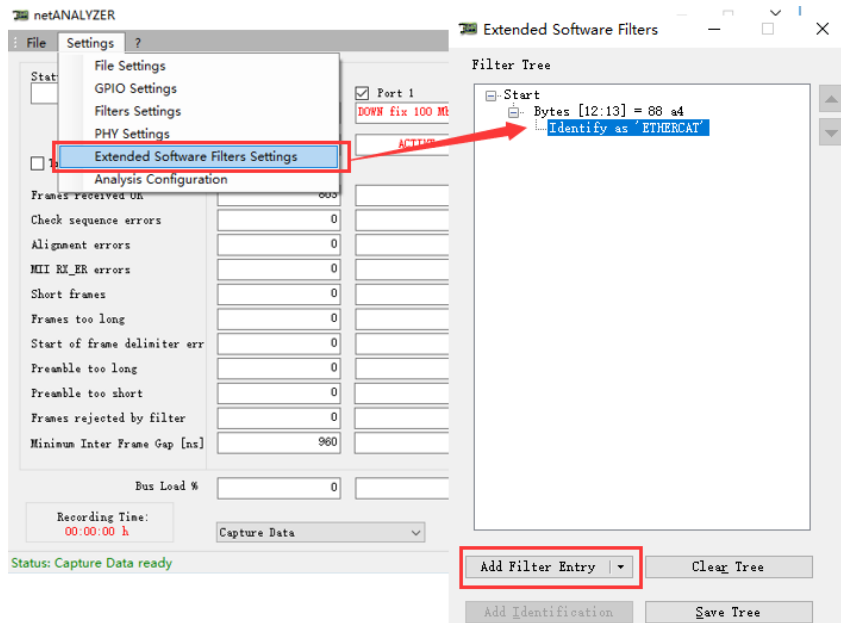 netANALYZER
File Settings ?
File Settings
GPIO Settings
Filters Settings
PHY Settings
Extended Software Filters Settings
Analysis Configuration
Port 1
DOWN fix 100
Frames received OK 803
Check sequence errors 0
Alignment errors 0
MII RX_ER errors 0
Short frames 0
Frames too long 0
Start of frame delimiter err 0
Preamble too long 0
Preamble too short 0
Frames rejected by filter 0
Minimum Inter Frame Gap [ns] 960
Bus Load % 0
Recording Time:
00:00:00 h
Capture Data
Status: Capture Data ready
Extended Software Filters
Filter Tree
Start
Bytes [12:13] = 88 a4
Identify as 'ETHERCAT'
Add Filter Entry
Clear Tree
Add Identification
Save Tree